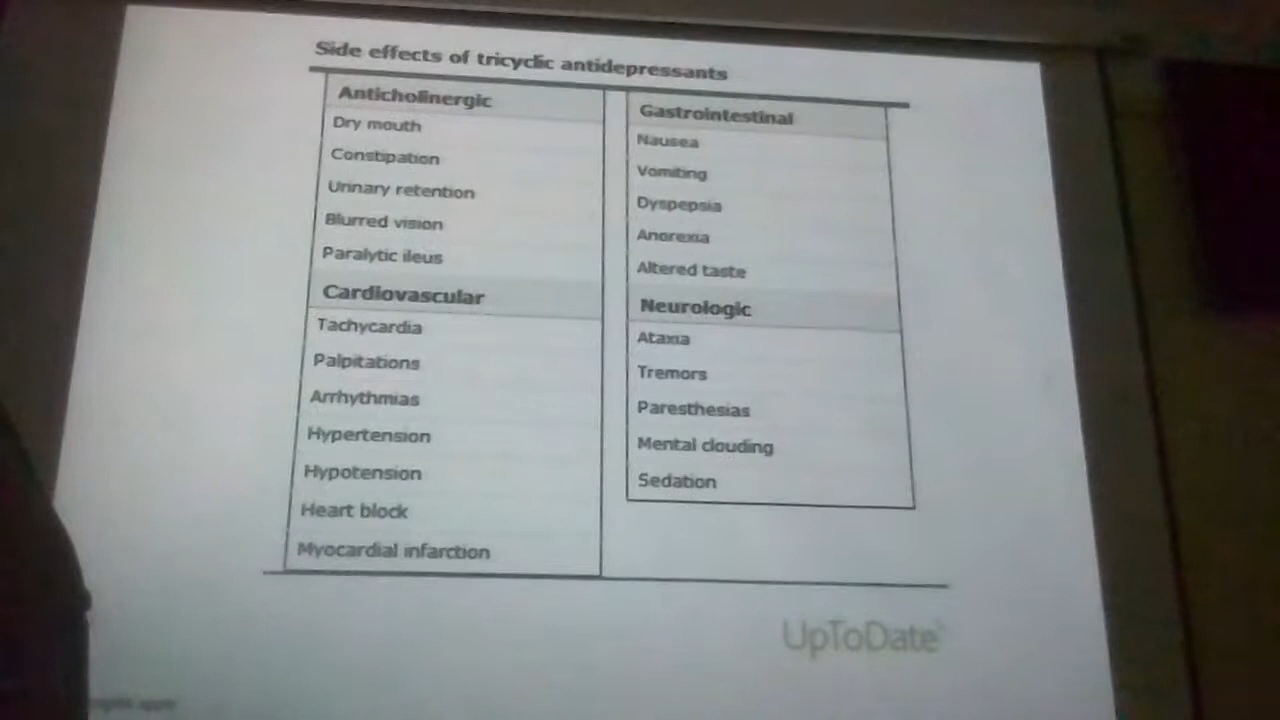 Side effects of tricyclic antidepressants
Anticholinergic
Dry mouth
Constipation
Urinary retention
Blurred vision
Paralytic ileus
Cardiovascular
Tachycardia
Palpitations
Arrhythmias
Hypertension
Hypotension
Heart block
Myocardial infarction
Gastrointestinal
Nausea
Vomiting
Dyspepsia
Anorexia
Altered taste
Neurologic
Ataxia
Tremors
Paresthesias
Mental clouding
Sedation
UpToDate